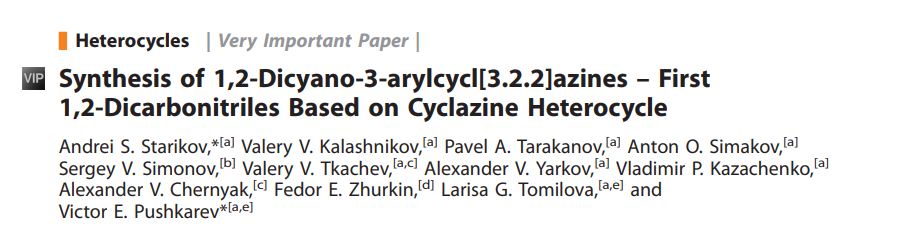 Heterocycles | Very Important Paper |
VIP Synthesis of 1,2-Dicyano-3-arylcycl[3.2.2]azines – First
1,2-Dicarbonitriles Based on Cyclazine Heterocycle
Andrei S. Starikov,*[a] Valery V. Kalashnikov,[a] Pavel A. Tarakanov,[a] Anton O. Simakov,[a]
Sergey V. Simonov,[b] Valery V. Tkachev,[a,c] Alexander V. Yarkov,[a] Vladimir P. Kazachenko,[a]
Alexander V. Chernyak,[c] Fedor E. Zhurkin,[d] Larisa G. Tomilova,[a,e] and
Victor E. Pushkarev*[a,e]